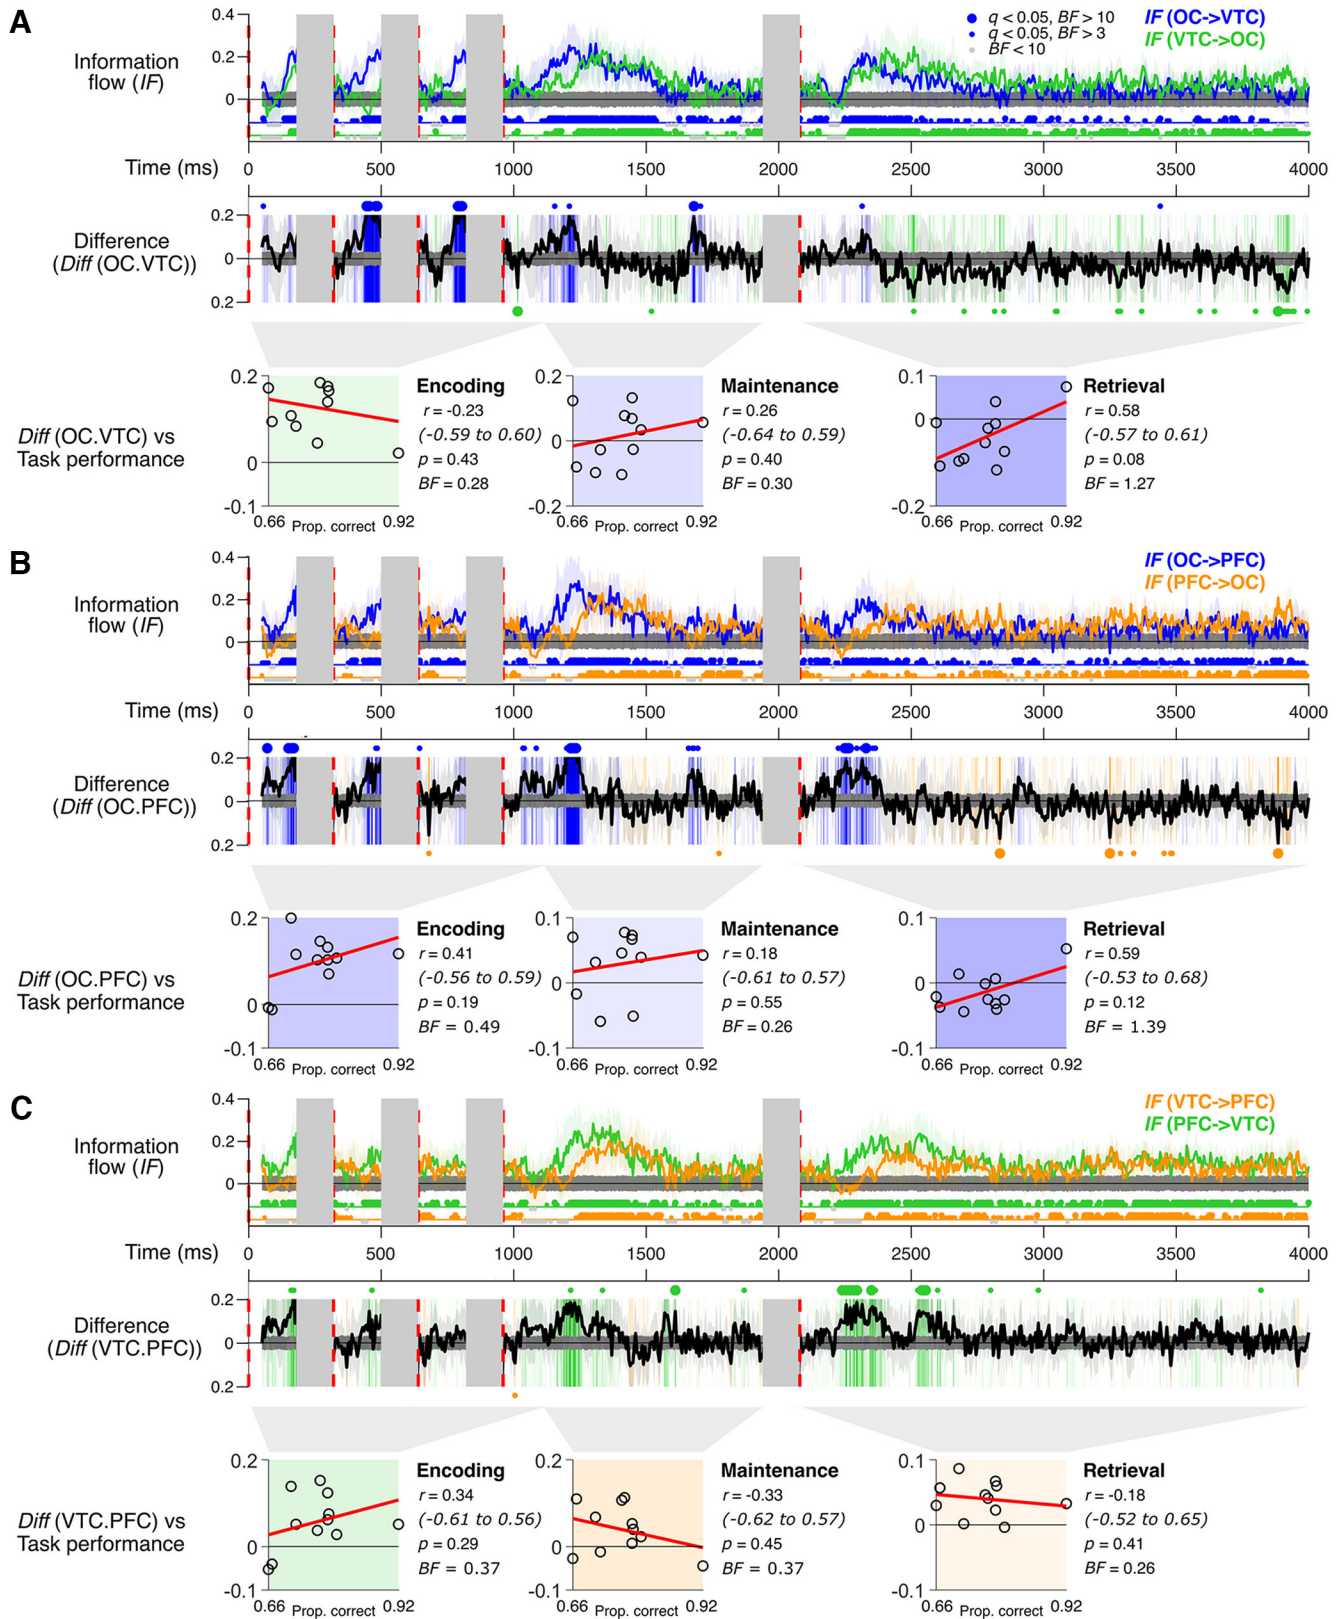 A
Information
flow (IF)
0.4
0.2
0
q < 0.05, BF > 10
q < 0.05, BF > 3
BF < 10
IF (OC->VTC)
IF (VTC->OC)
Time (ms)
0 500 1000 1500 2000 2500 3000 3500 4000
Difference
(Diff (OC.VTC))
0.2
0
0.2
Diff (OC.VTC) vs
Task performance
0.2
0
-0.1
0.66 Prop. correct 0.92
Encoding
r = -0.23
(-0.59 to 0.60)
p = 0.43
BF = 0.28
0.2
0
-0.2
0.66 Prop. correct 0.92
Maintenance
r = 0.26
(-0.64 to 0.59)
p = 0.40
BF = 0.30
0.1
0
-0.2
0.66 Prop. correct 0.92
Retrieval
r = 0.58
(-0.57 to 0.61)
p = 0.08
BF = 1.27
B
Information
flow (IF)
0.4
0.2
0
IF (OC->PFC)
IF (PFC->OC)
Time (ms)
0 500 1000 1500 2000 2500 3000 3500 4000
Difference
(Diff (OC.PFC))
0.2
0
0.2
Diff (OC.PFC) vs
Task performance
0.2
0
-0.1
0.66 Prop. correct 0.92
Encoding
r = 0.41
(-0.56 to 0.59)
p = 0.19
BF = 0.49
0.1
0
-0.1
0.66 Prop. correct 0.92
Maintenance
r = 0.18
(-0.61 to 0.57)
p = 0.55
BF = 0.26
0.1
0
-0.1
0.66 Prop. correct 0.92
Retrieval
r = 0.59
(-0.53 to 0.68)
p = 0.12
BF = 1.39
C
Information
flow (IF)
0.4
0.2
0
IF (VTC->PFC)
IF (PFC->VTC)
Time (ms)
0 500 1000 1500 2000 2500 3000 3500 4000
Difference
(Diff (VTC.PFC))
0.2
0
0.2
Diff (VTC.PFC) vs
Task performance
0.2
0
-0.1
0.66 Prop. correct 0.92
Encoding
r = 0.34
(-0.61 to 0.56)
p = 0.29
BF = 0.37
0.2
0
-0.1
0.66 Prop. correct 0.92
Maintenance
r = -0.33
(-0.62 to 0.57)
p = 0.45
BF = 0.37
0.1
0
-0.1
0.66 Prop. correct 0.92
Retrieval
r = -0.18
(-0.52 to 0.65)
p = 0.41
BF = 0.26